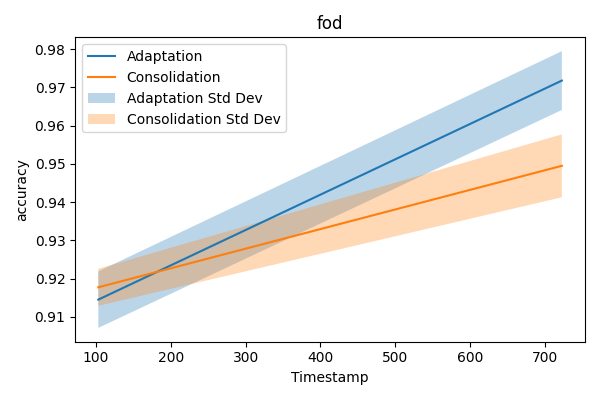 fod
Adaptation
Consolidation
Adaptation Std Dev
Consolidation Std Dev
accuracy
0.98
0.97
0.96
0.95
0.94
0.93
0.92
0.91
100 200 300 400 500 600 700
Timestamp